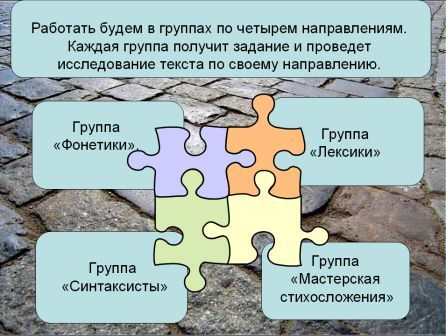 Работать будем в группах по четырем направлениям.
Каждая группа получит задание и проведет
исследование текста по своему направлению.
Группа
«Фонетики».
Группа
«Лексики»
Группа
«Синтаксисты»
Группа
«Мастерская
стихосложения»